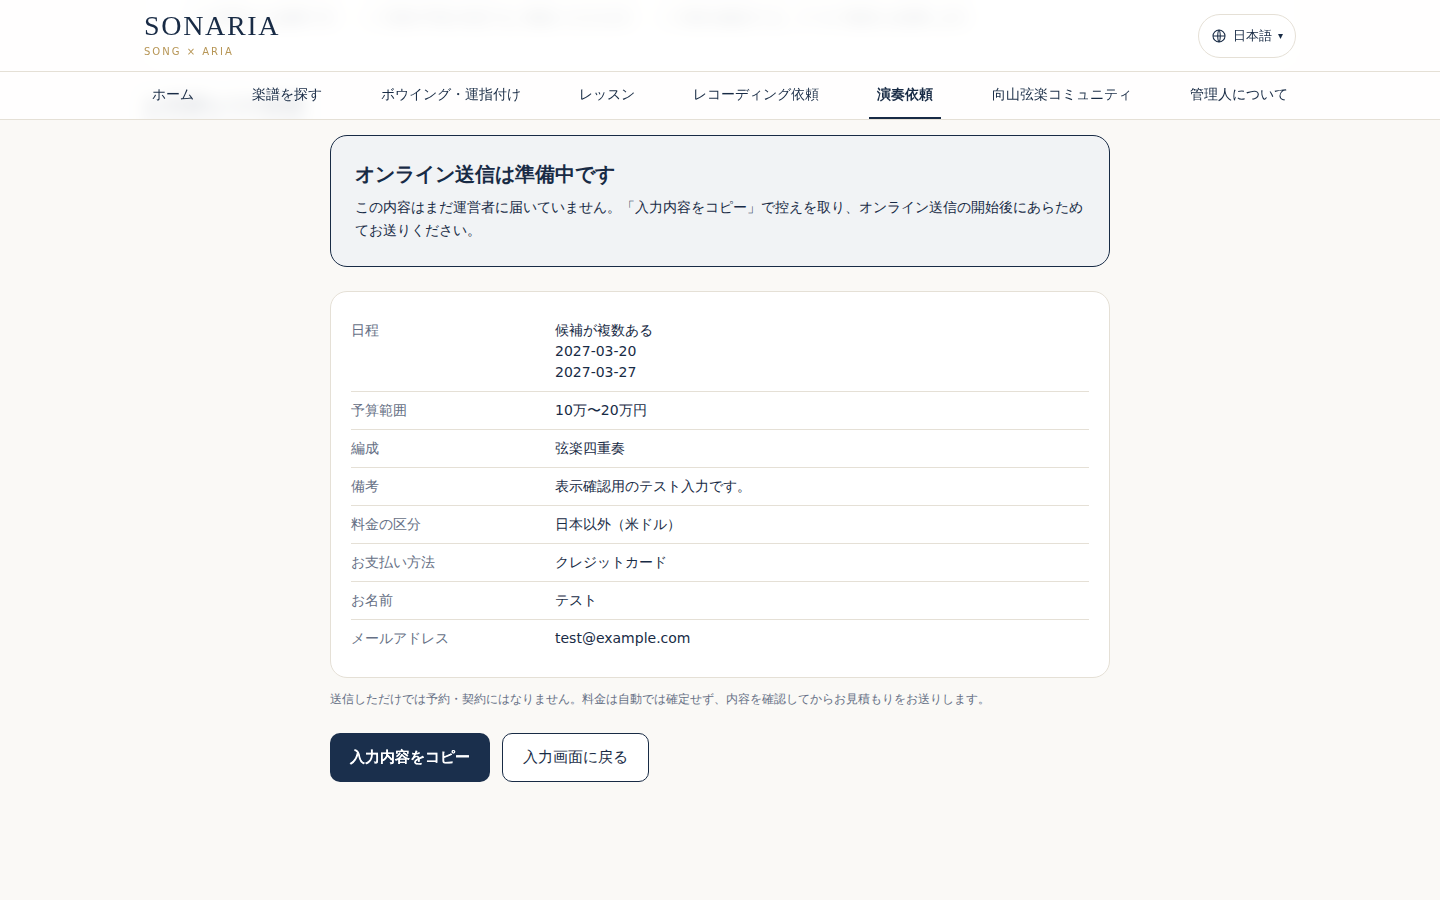 SONARIA
SONG × ARIA
日本語 ▾
ホーム
楽譜を探す
ボウイング・運指付け
レッスン
レコーディング依頼
演奏依頼
向山弦楽コミュニティ
管理人について
オンライン送信は準備中です
この内容はまだ運営者に届いていません。「入力内容をコピー」で控えを取り、オンライン送信の開始後にあらため
てお送りください。
日程
候補が複数ある
2027-03-20
2027-03-27
予算範囲
10万〜20万円
編成
弦楽四重奏
備考
表示確認用のテスト入力です。
料金の区分
日本以外（米ドル）
お支払い方法
クレジットカード
お名前
テスト
メールアドレス
test@example.com
送信しただけでは予約・契約にはなりません。料金は自動では確定せず、内容を確認してからお見積もりをお送りします。
入力内容をコピー
入力画面に戻る